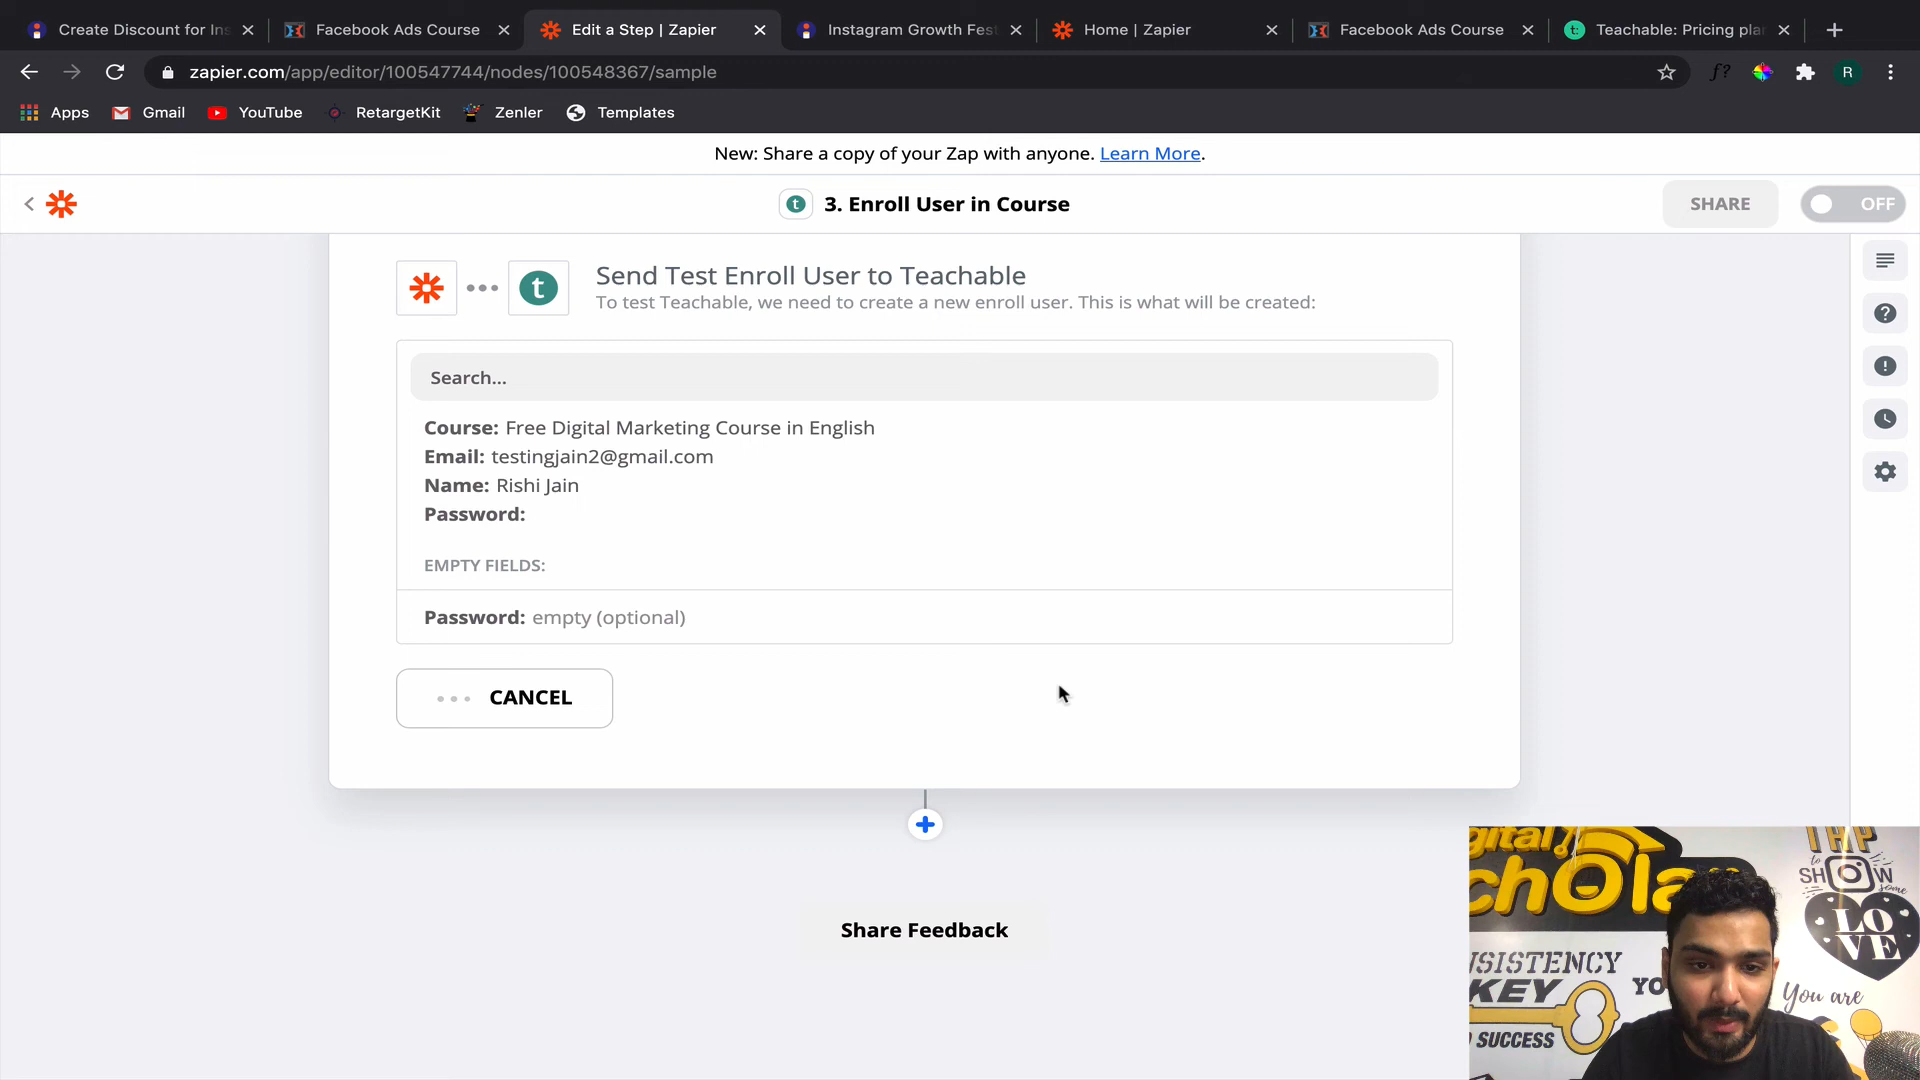 Create Discount for Ins
Facebook Ads Course
Edit a Step | Zapier
Instagram Growth Fest
Home | Zapier
Facebook Ads Course
Teachable: Pricing plan
zapier.com/app/editor/100547744/nodes/100548367/sample
f?
R
Apps
Gmail
YouTube
RetargetKit
Zenler
Templates
New: Share a copy of your Zap with anyone. Learn More.
t
3. Enroll User in Course
SHARE
OFF
t
Send Test Enroll User to Teachable
To test Teachable, we need to create a new enroll user. This is what will be created:
Search...
Course: Free Digital Marketing Course in English
Email: testingjain2@gmail.com
Name: Rishi Jain
Password:
EMPTY FIELDS:
Password: empty (optional)
CANCEL
Share Feedback
to
SHOW
some
LOVE
KEY
SUCCESS
You are